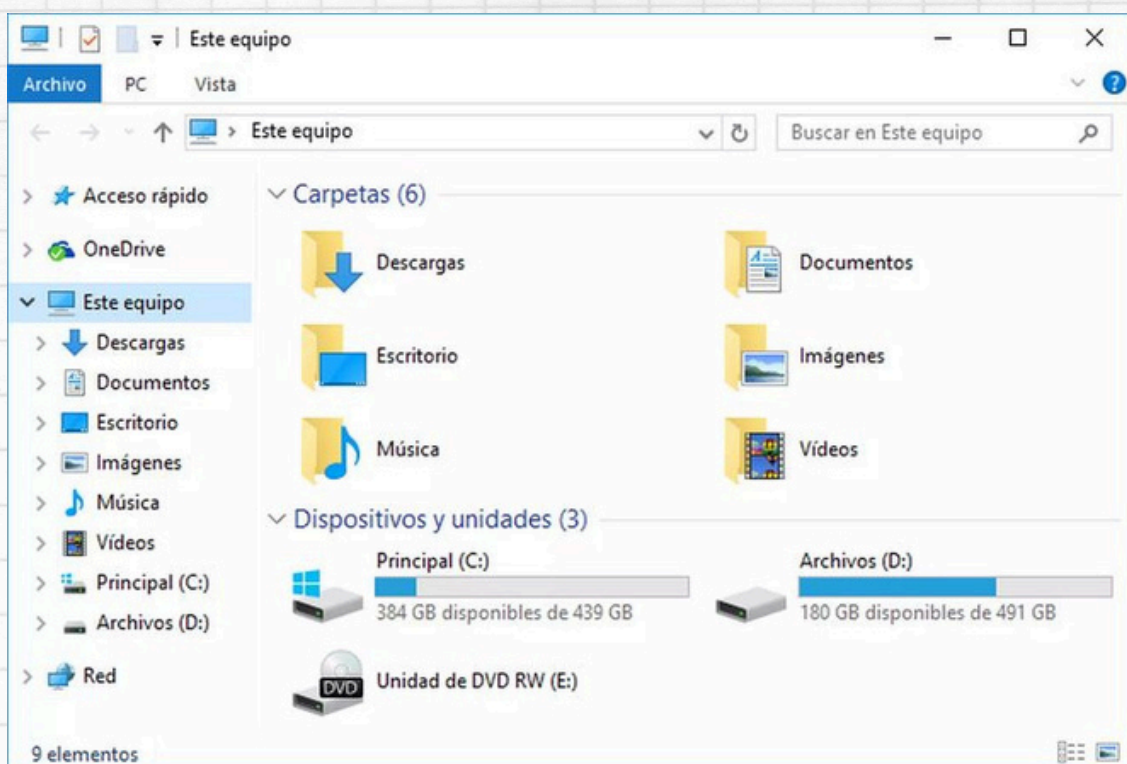 Este equipo
Archivo PC Vista
Este equipo
Buscar en Este equipo
Acceso rápido
OneDrive
Este equipo
Descargas
Documentos
Escritorio
Imágenes
Música
Vídeos
Principal (C:)
Archivos (D:)
Red
Carpetas (6)
Descargas
Documentos
Escritorio
Imágenes
Música
Vídeos
Dispositivos y unidades (3)
Principal (C:)
384 GB disponibles de 439 GB
Archivos (D:)
180 GB disponibles de 491 GB
DVD
Unidad de DVD RW (E:)
9 elementos